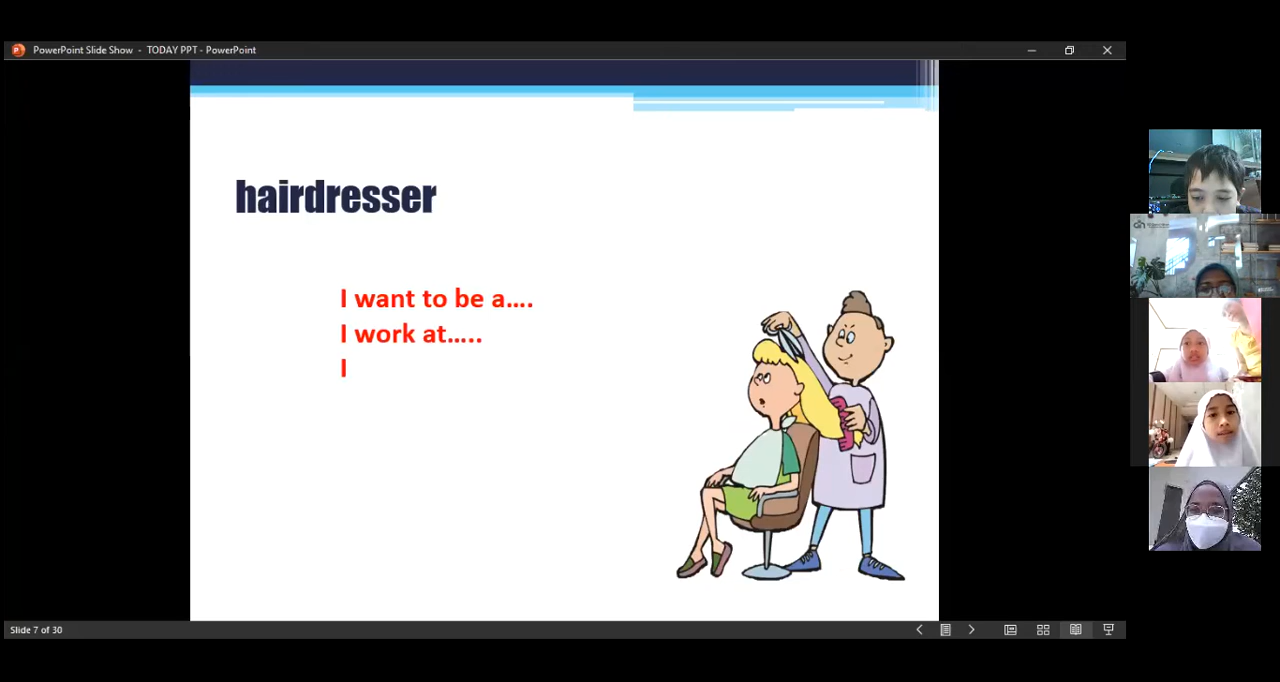 PowerPoint Slide Show - TODAY PPT - PowerPoint
hairdresser
I want to be a....
I work at.....
I
Slide 7 of 30